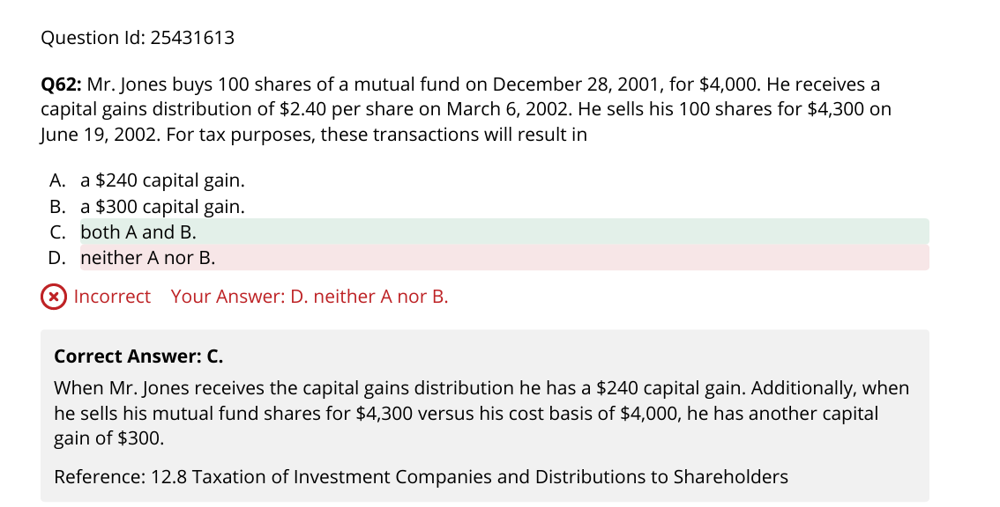 Question Id: 25431613
Q62: Mr. Jones buys 100 shares of a mutual fund on December 28, 2001, for $4,000. He receives a
capital gains distribution of $2.40 per share on March 6, 2002. He sells his 100 shares for $4,300 on
June 19, 2002. For tax purposes, these transactions will result in
A. a $240 capital gain.
B. a $300 capital gain.
C. both A and B.
D. neither A nor B.
Incorrect Your Answer: D. neither A nor B.
Correct Answer: C.
When Mr. Jones receives the capital gains distribution he has a $240 capital gain. Additionally, when
he sells his mutual fund shares for $4,300 versus his cost basis of $4,000, he has another capital
gain of $300.
Reference: 12.8 Taxation of Investment Companies and Distributions to Shareholders